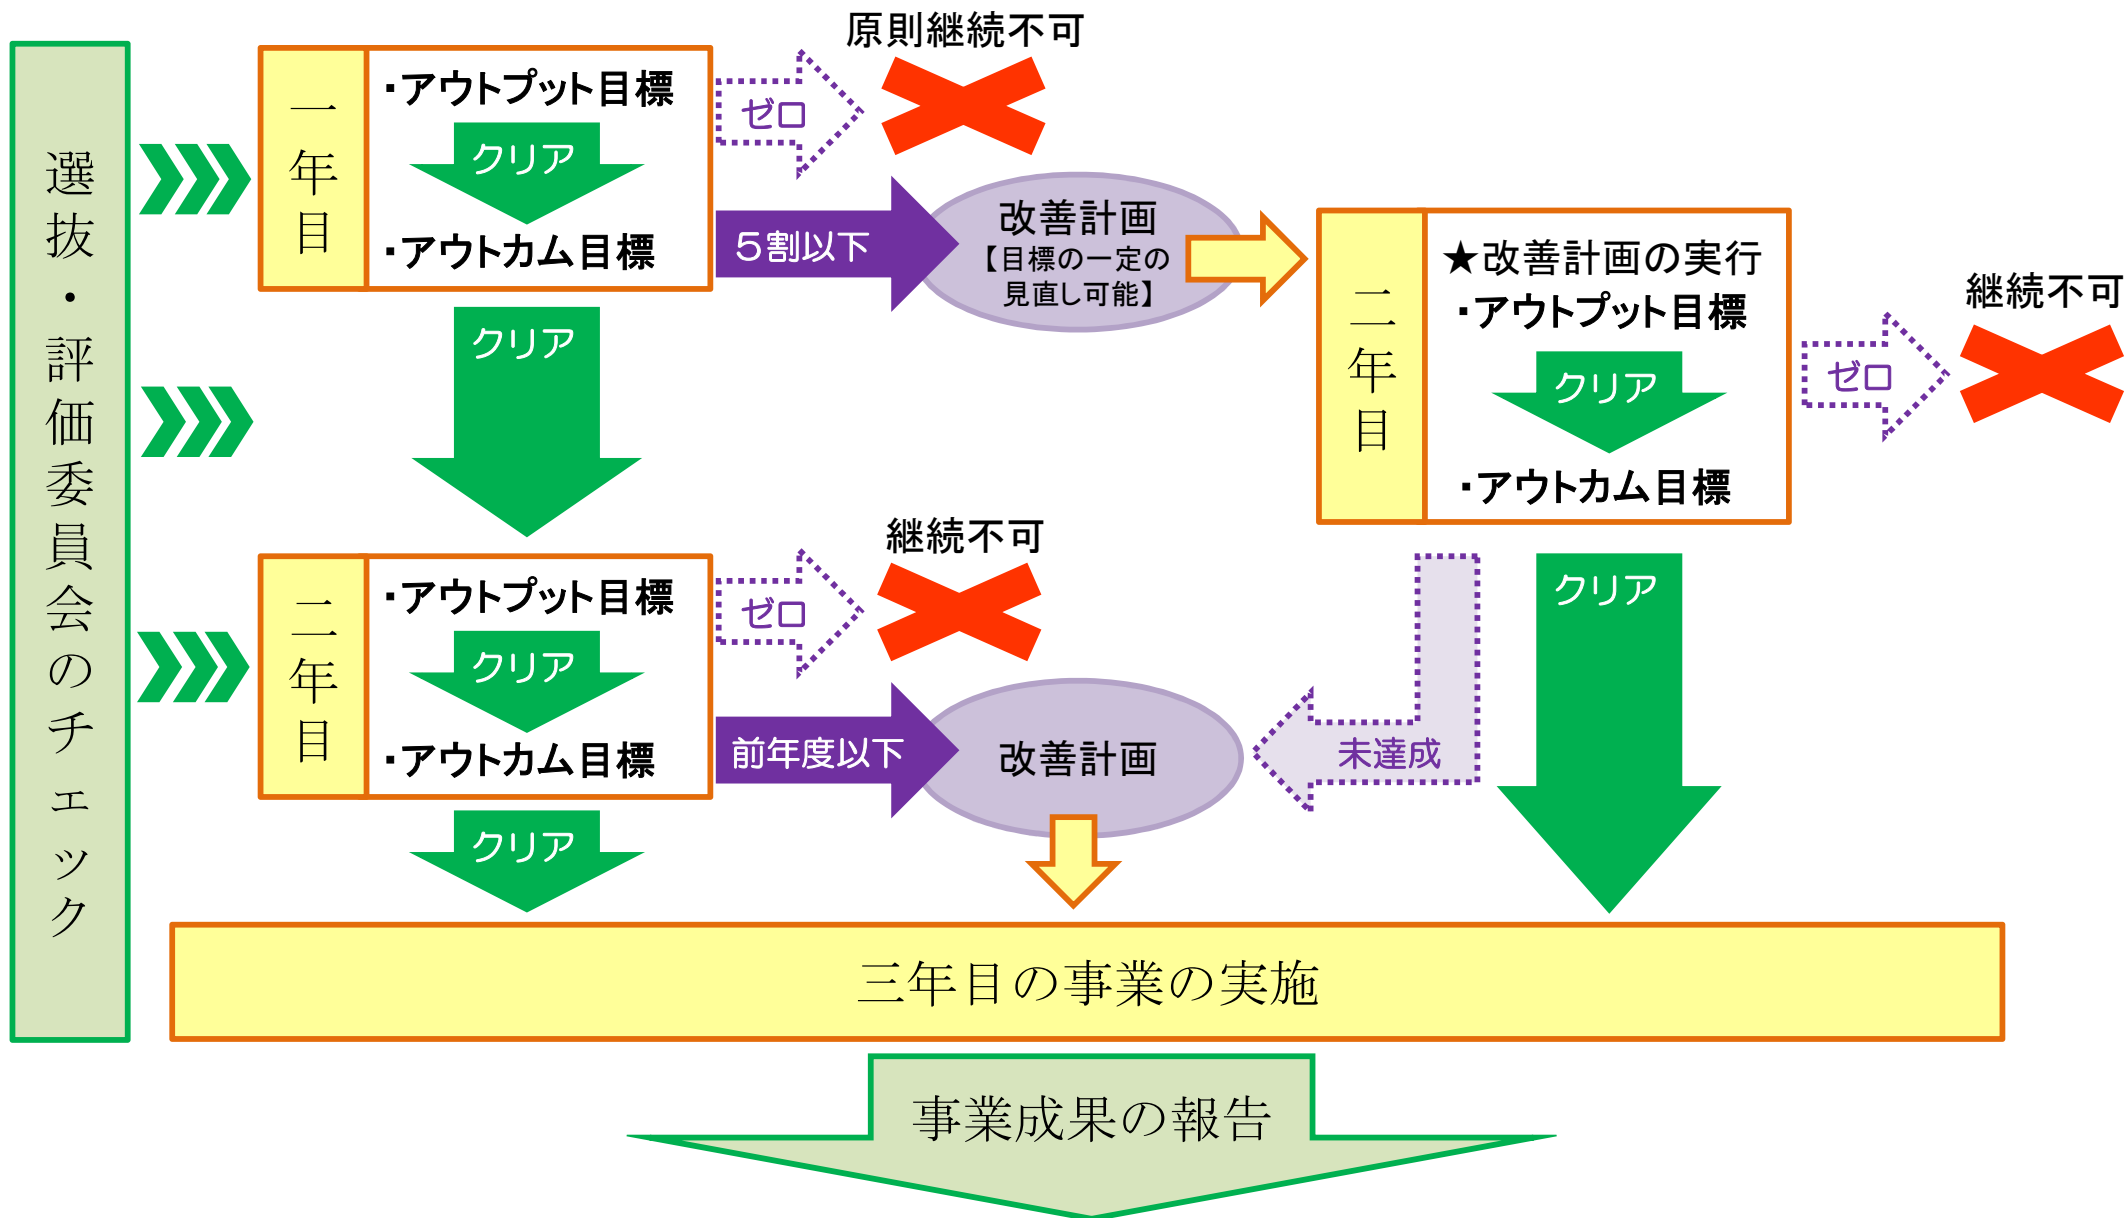 選抜・評価委員会のチェック
原則継続不可
一年目
・アウトプット目標
クリア
・アウトカム目標
ゼロ
5割以下
改善計画
【目標の一定の
見直し可能】
クリア
二年目
★改善計画の実行
・アウトプット目標
クリア
・アウトカム目標
ゼロ
継続不可
二年目
・アウトプット目標
クリア
・アウトカム目標
ゼロ
継続不可
前年度以下
改善計画
未達成
クリア
クリア
三年目の事業の実施
事業成果の報告